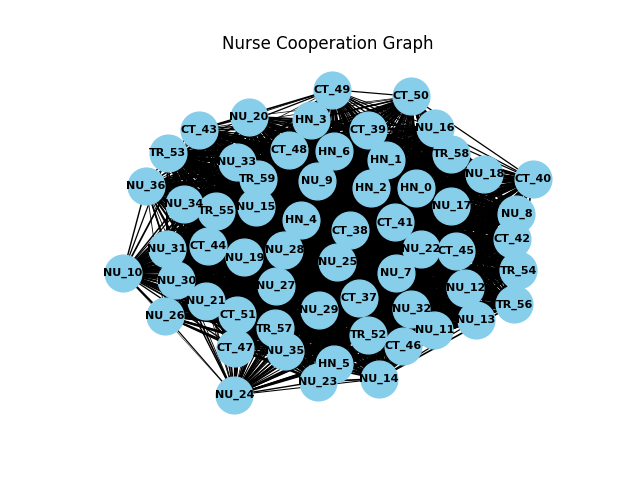 Nurse Cooperation Graph
CT_49
CT_50
NU_20
HN_3
CT_43
CT_39
NU_16
TR_53
CT_48
HN_6
TR_58
NU_33
HN_1
NU_18
CT_40
TR_59
NU_9
NU_36
HN_2
HN_0
NU_34
NU_15
NU_17
TR_55
NU_8
HN_4
CT_41
CT_38
CT_42
NU_31
CT_44
NU_28
NU_22
CT_45
NU_19
NU_25
NU_10
NU_7
TR_54
NU_30
NU_27
NU_12
NU_21
CT_37
TR_56
NU_26
CT_51
NU_29
NU_32
NU_13
TR_57
NU_11
TR_52
CT_47
NU_35
CT_46
HN_5
NU_23
NU_14
NU_24